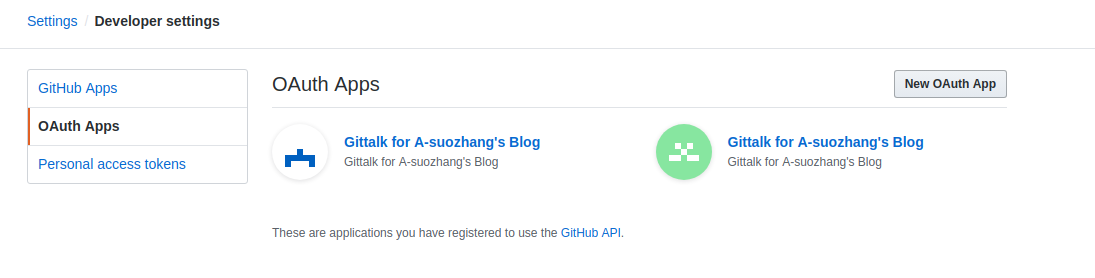 Settings / Developer settings
GitHub Apps
OAuth Apps
Personal access tokens
OAuth Apps
New OAuth App
Gittalk for A-suozhang's Blog
Gittalk for A-suozhang's Blog
Gittalk for A-suozhang's Blog
Gittalk for A-suozhang's Blog
These are applications you have registered to use the GitHub API.